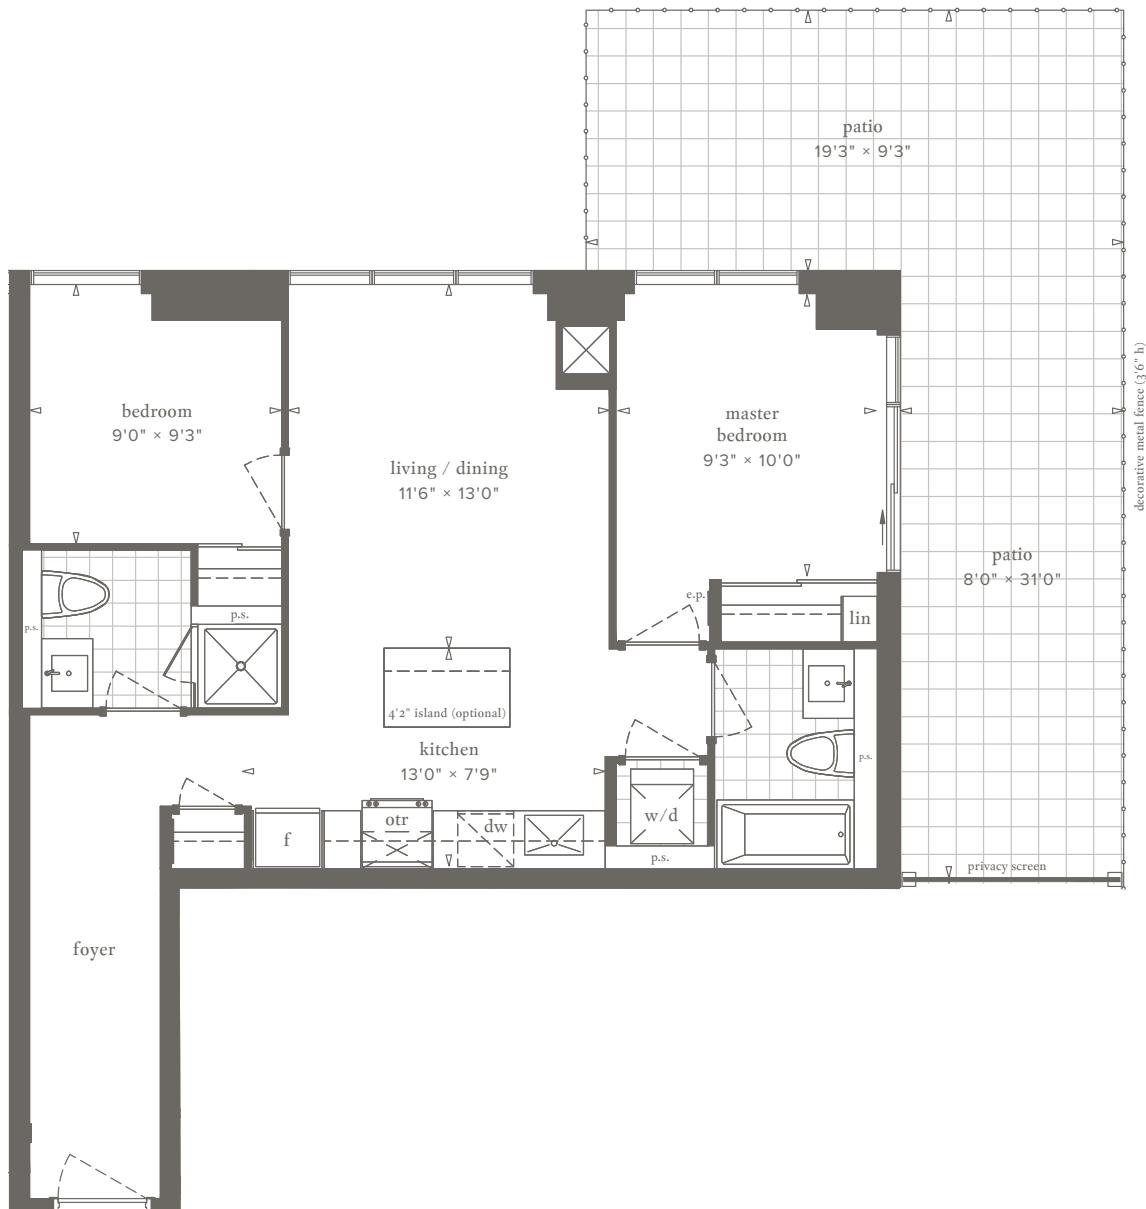 patio
19'3" × 9'3"
decorative metal fence (3'6" h)
bedroom
9'0" × 9'3"
living / dining
11'6" × 13'0"
master
bedroom
9'3" × 10'0"
patio
8'0" × 31'0"
e.p.
lin
p.s.
p.s.
4'2" island (optional)
kitchen
13'0" × 7'9"
p.s.
f
otr
dw
w/d
p.s.
privacy screen
foyer